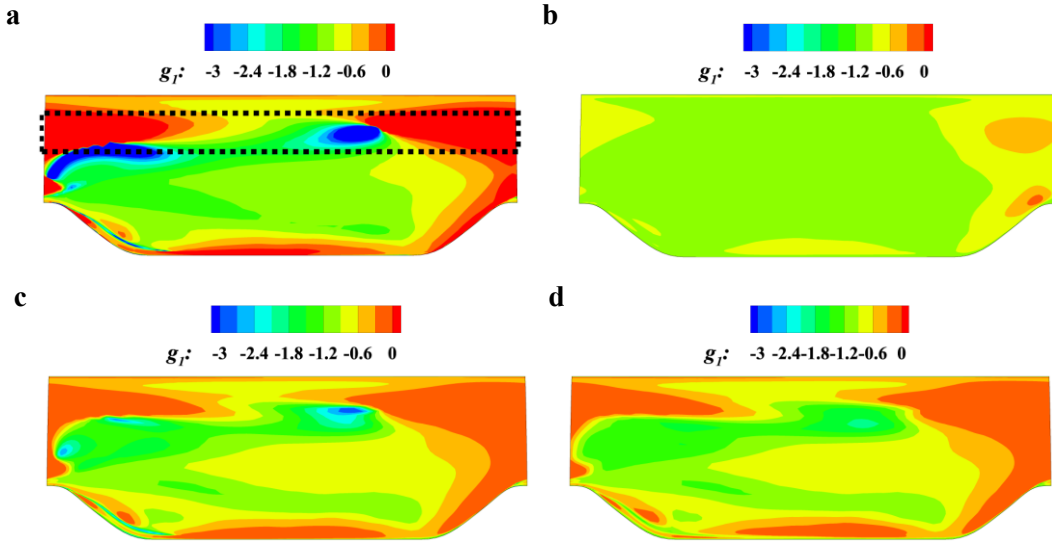 a
b
g1: -3 -2.4 -1.8 -1.2 -0.6 0
g1: -3 -2.4 -1.8 -1.2 -0.6 0
c
d
g1: -3 -2.4 -1.8 -1.2 -0.6 0
g1: -3 -2.4-1.8-1.2-0.6 0